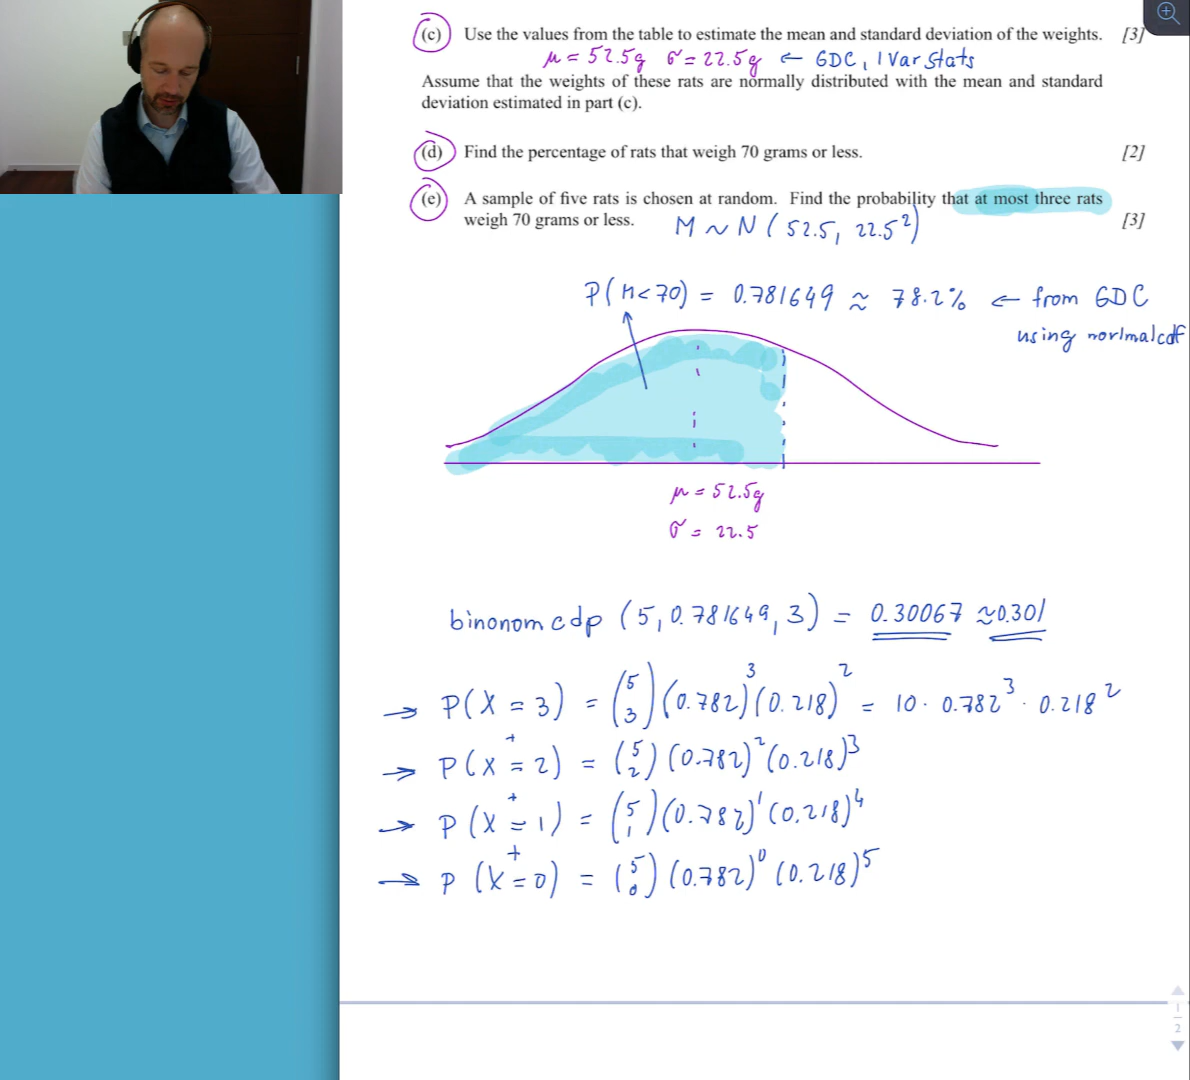 (c) Use the values from the table to estimate the mean and standard deviation of the weights. [3]
μ = 52.5g σ = 22.5g ← GDC, 1 Var Stats
Assume that the weights of these rats are normally distributed with the mean and standard
deviation estimated in part (c).
(d) Find the percentage of rats that weigh 70 grams or less. [2]
(e) A sample of five rats is chosen at random. Find the probability that at most three rats
weigh 70 grams or less. [3]
M ~ N ( 52.5, 22.5²)
P(M<70) = 0.781649 ≈ 78.2% ← from GDC
using norlmalcdf
μ = 52.5g
σ = 22.5
binonomcdp (5, 0.781649, 3) = 0.30067 ≈0.301
→ P(X = 3) = (5 3) (0.782)³(0.218)² = 10 · 0.782³ · 0.218²
+
→ P(X = 2) = (5 2) (0.782)²(0.218)³
+
→ P(X = 1) = (5 1) (0.782)¹(0.218)⁴
+
→ P(X = 0) = (5 0) (0.782)⁰(0.218)⁵
1
2